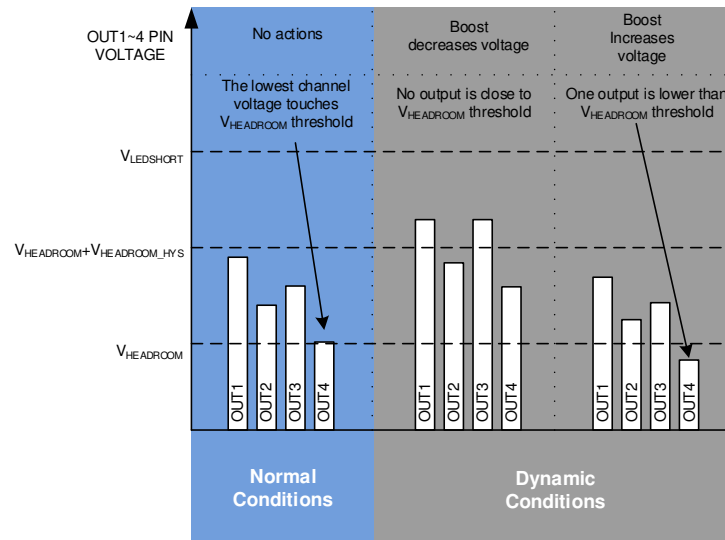 OUT1~4 PIN
VOLTAGE
No actions
Boost
decreases voltage
Boost
Increases
voltage
The lowest channel
voltage touches
VHEADROOM threshold
No output is close to
VHEADROOM threshold
One output is lower than
VHEADROOM threshold
VLEDSHORT
VHEADROOM+VHEADROOM_HYS
VHEADROOM
OUT1
OUT2
OUT3
OUT4
OUT1
OUT2
OUT3
OUT4
OUT1
OUT2
OUT3
OUT4
Normal
Conditions
Dynamic
Conditions